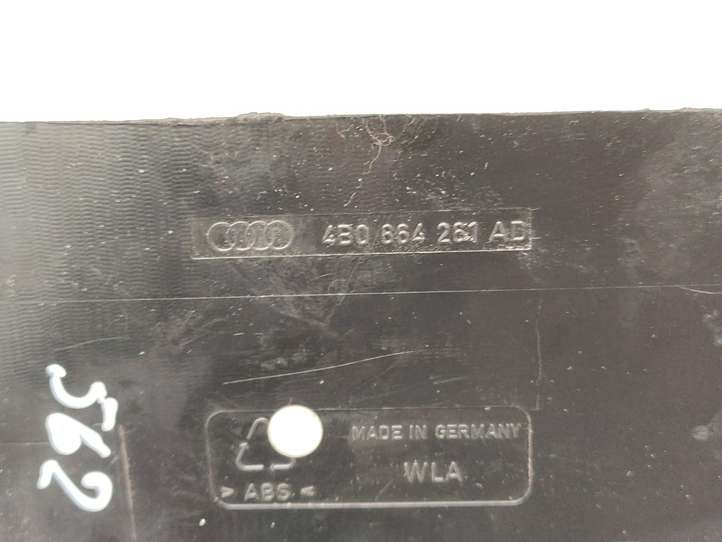 4B0 864 261 AD
MADE IN GERMANY
WLA
> ABS <
562